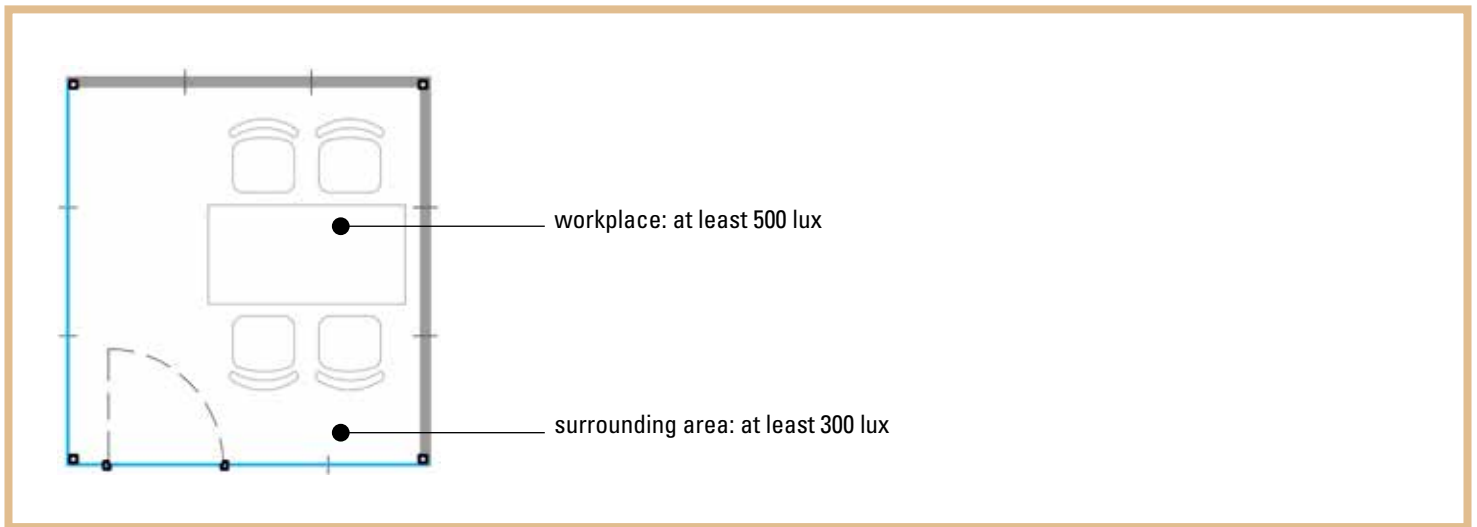 workplace: at least 500 lux
surrounding area: at least 300 lux